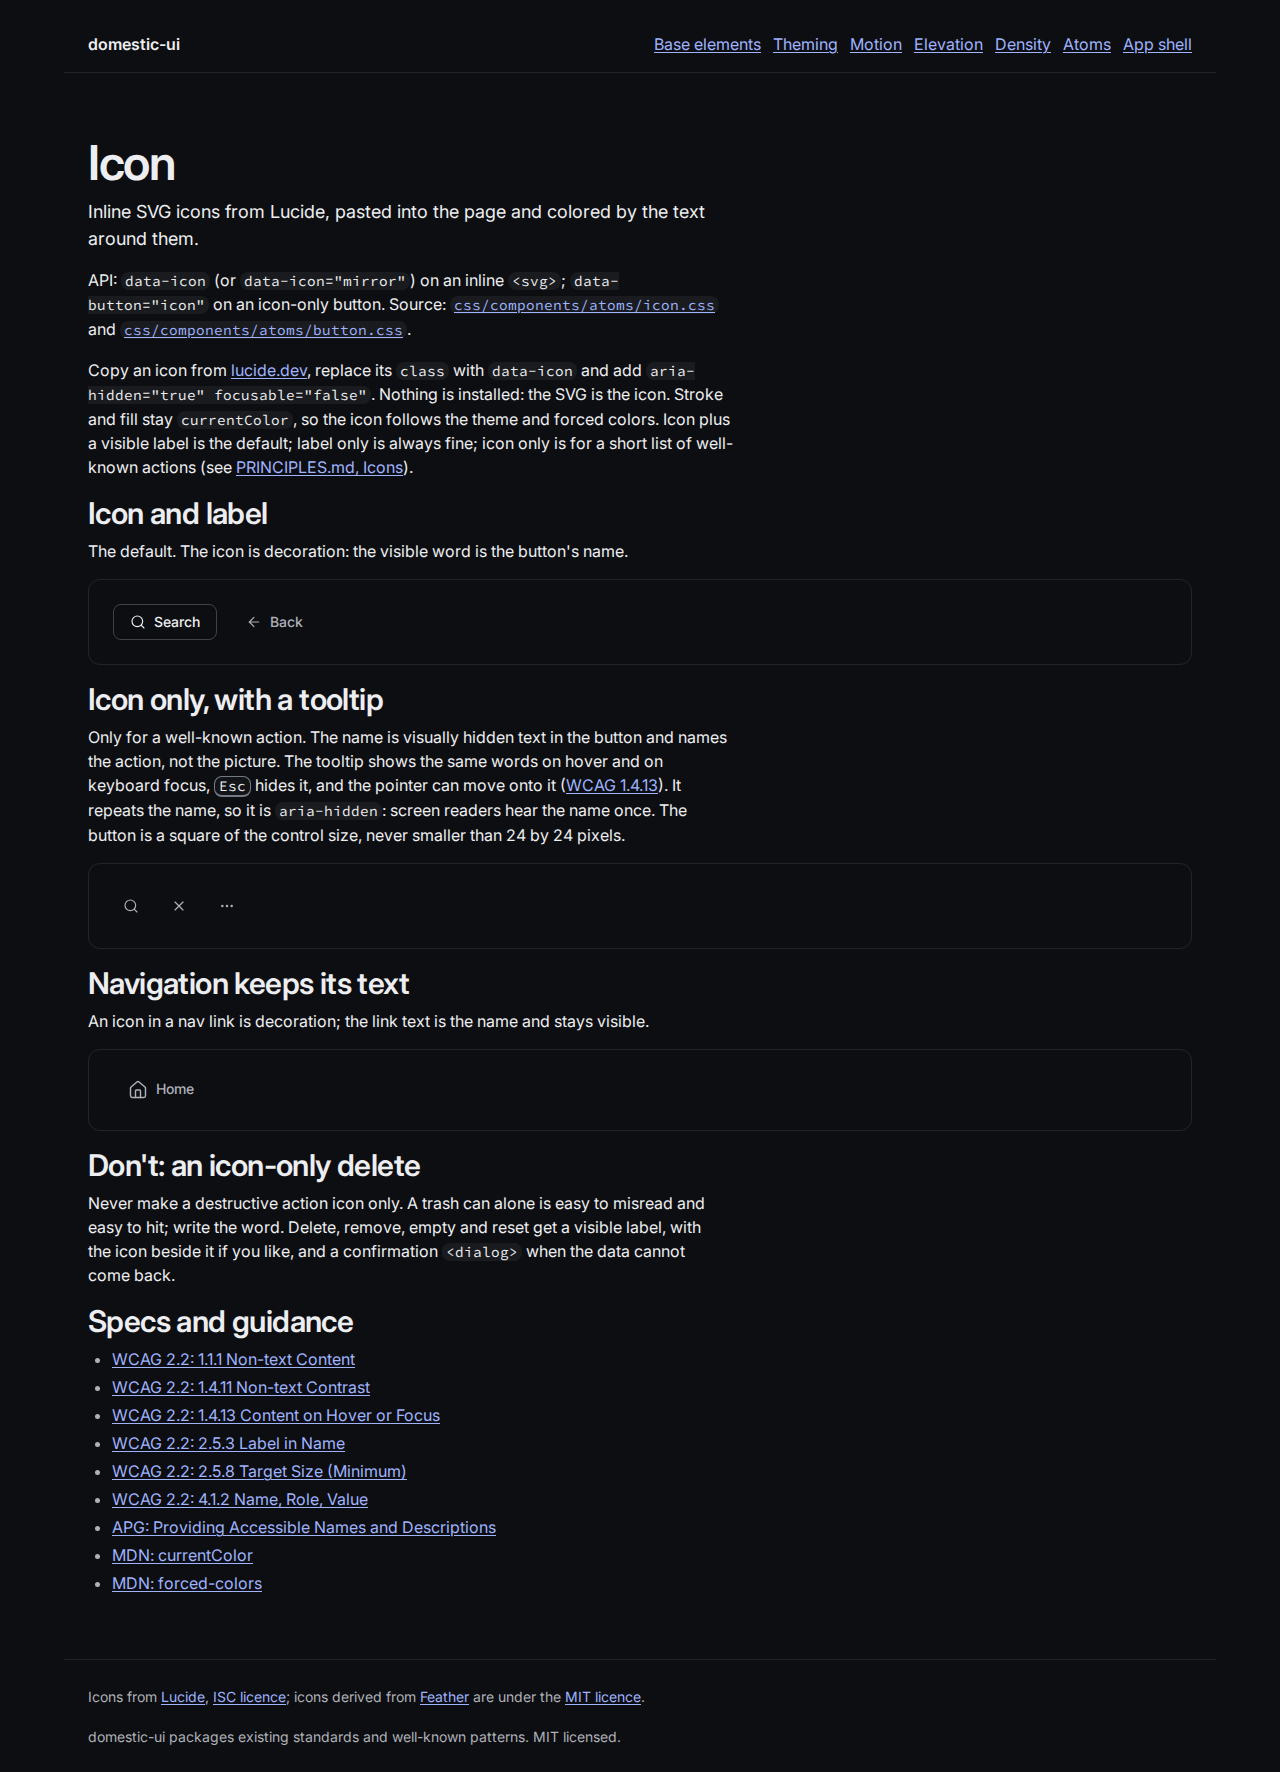 domestic-ui
Base elements Theming Motion Elevation Density Atoms App shell
Icon
Inline SVG icons from Lucide, pasted into the page and colored by the text
around them.
API: data-icon (or data-icon="mirror") on an inline <svg>; data-
button="icon" on an icon-only button. Source: css/components/atoms/icon.css
and css/components/atoms/button.css.
Copy an icon from lucide.dev, replace its class with data-icon and add aria-
hidden="true" focusable="false". Nothing is installed: the SVG is the icon. Stroke
and fill stay currentColor, so the icon follows the theme and forced colors. Icon plus
a visible label is the default; label only is always fine; icon only is for a short list of well-
known actions (see PRINCIPLES.md, Icons).
Icon and label
The default. The icon is decoration: the visible word is the button's name.
Search Back
Icon only, with a tooltip
Only for a well-known action. The name is visually hidden text in the button and names
the action, not the picture. The tooltip shows the same words on hover and on
keyboard focus, Esc hides it, and the pointer can move onto it (WCAG 1.4.13). It
repeats the name, so it is aria-hidden: screen readers hear the name once. The
button is a square of the control size, never smaller than 24 by 24 pixels.
Navigation keeps its text
An icon in a nav link is decoration; the link text is the name and stays visible.
Home
Don't: an icon-only delete
Never make a destructive action icon only. A trash can alone is easy to misread and
easy to hit; write the word. Delete, remove, empty and reset get a visible label, with
the icon beside it if you like, and a confirmation <dialog> when the data cannot
come back.
Specs and guidance
WCAG 2.2: 1.1.1 Non-text Content
WCAG 2.2: 1.4.11 Non-text Contrast
WCAG 2.2: 1.4.13 Content on Hover or Focus
WCAG 2.2: 2.5.3 Label in Name
WCAG 2.2: 2.5.8 Target Size (Minimum)
WCAG 2.2: 4.1.2 Name, Role, Value
APG: Providing Accessible Names and Descriptions
MDN: currentColor
MDN: forced-colors
Icons from Lucide, ISC licence; icons derived from Feather are under the MIT licence.
domestic-ui packages existing standards and well-known patterns. MIT licensed.